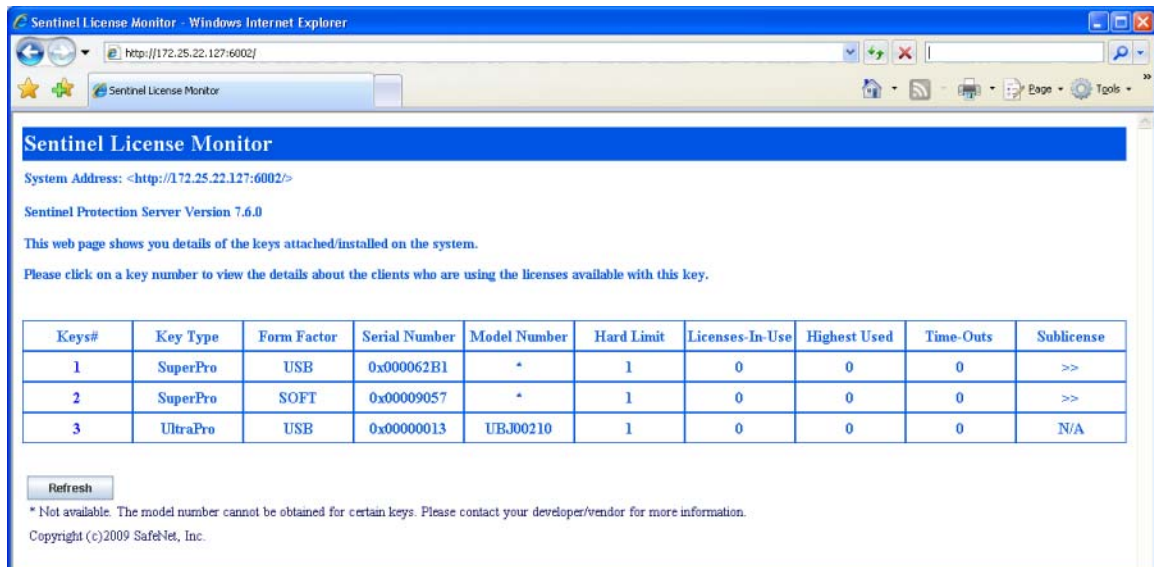 Sentinel License Monitor - Windows Internet Explorer
http://172.25.22.127:6002/
Sentinel License Monitor
Page
Tools
Sentinel License Monitor
System Address: <http://172.25.22.127:6002/>
Sentinel Protection Server Version 7.6.0
This web page shows you details of the keys attached/installed on the system.
Please click on a key number to view the details about the clients who are using the licenses available with this key.
Keys# Key Type Form Factor Serial Number Model Number Hard Limit Licenses-In-Use Highest Used Time-Outs Sublicense
1 SuperPro USB 0x000062B1 * 1 0 0 0 >>
2 SuperPro SOFT 0x00009057 * 1 0 0 0 >>
3 UltraPro USB 0x00000013 UBJ00210 1 0 0 0 N/A
Refresh
* Not available. The model number cannot be obtained for certain keys. Please contact your developer/vendor for more information.
Copyright (c)2009 SafeNet, Inc.